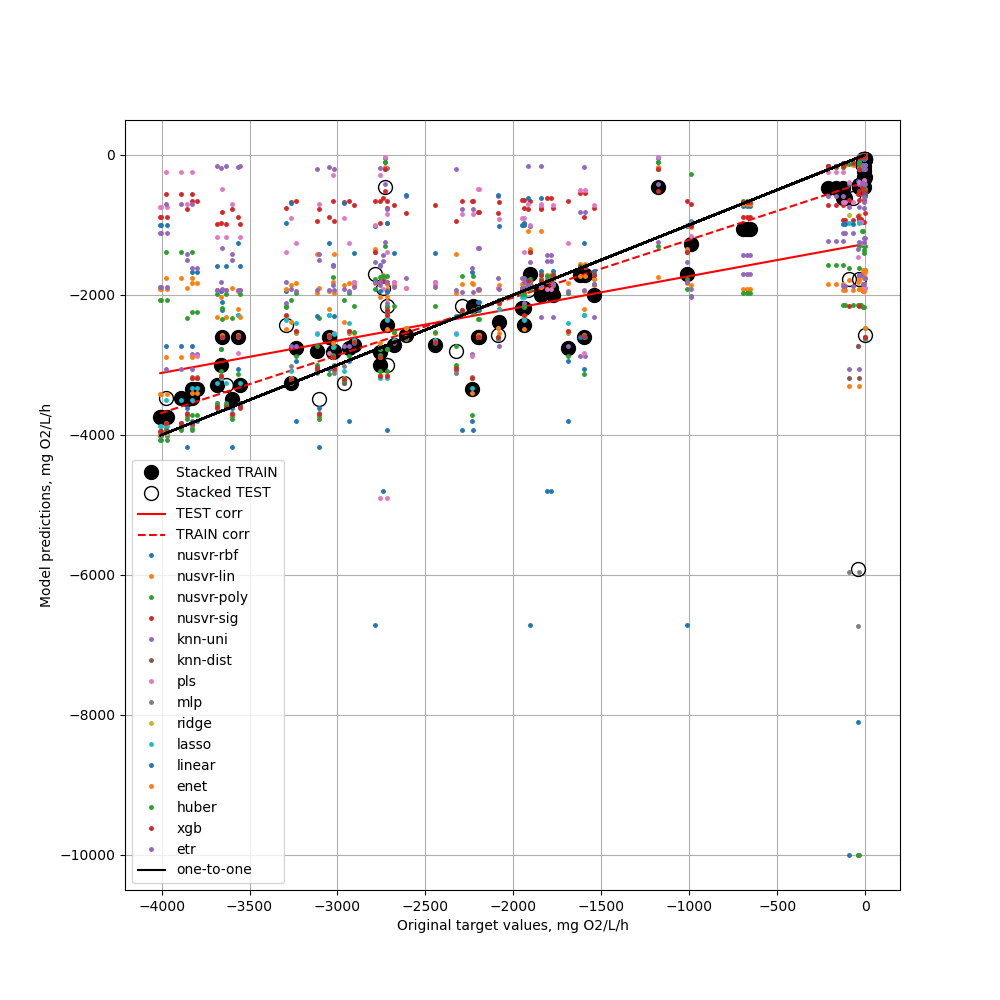 0
−2000
−4000
−6000
−8000
−10000
Model predictions, mg O2/L/h
Stacked TRAIN
Stacked TEST
TEST corr
TRAIN corr
nusvr-rbf
nusvr-lin
nusvr-poly
nusvr-sig
knn-uni
knn-dist
pls
mlp
ridge
lasso
linear
enet
huber
xgb
etr
one-to-one
−4000 −3500 −3000 −2500 −2000 −1500 −1000 −500 0
Original target values, mg O2/L/h